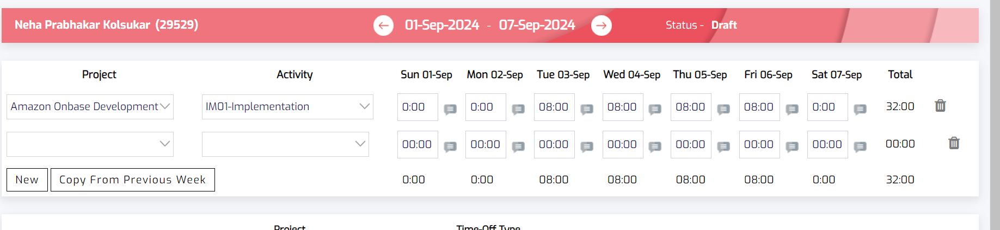 Neha Prabhakar Kolsukar (29529) 01-Sep-2024 - 07-Sep-2024 Status - Draft
Project Activity Sun 01-Sep Mon 02-Sep Tue 03-Sep Wed 04-Sep Thu 05-Sep Fri 06-Sep Sat 07-Sep Total
Amazon Onbase Development IM01-Implementation 0:00 0:00 08:00 08:00 08:00 08:00 0:00 32:00
00:00 00:00 00:00 00:00 00:00 00:00 00:00 00:00
New Copy From Previous Week 0:00 0:00 08:00 08:00 08:00 08:00 0:00 32:00
Project Time-Off Type